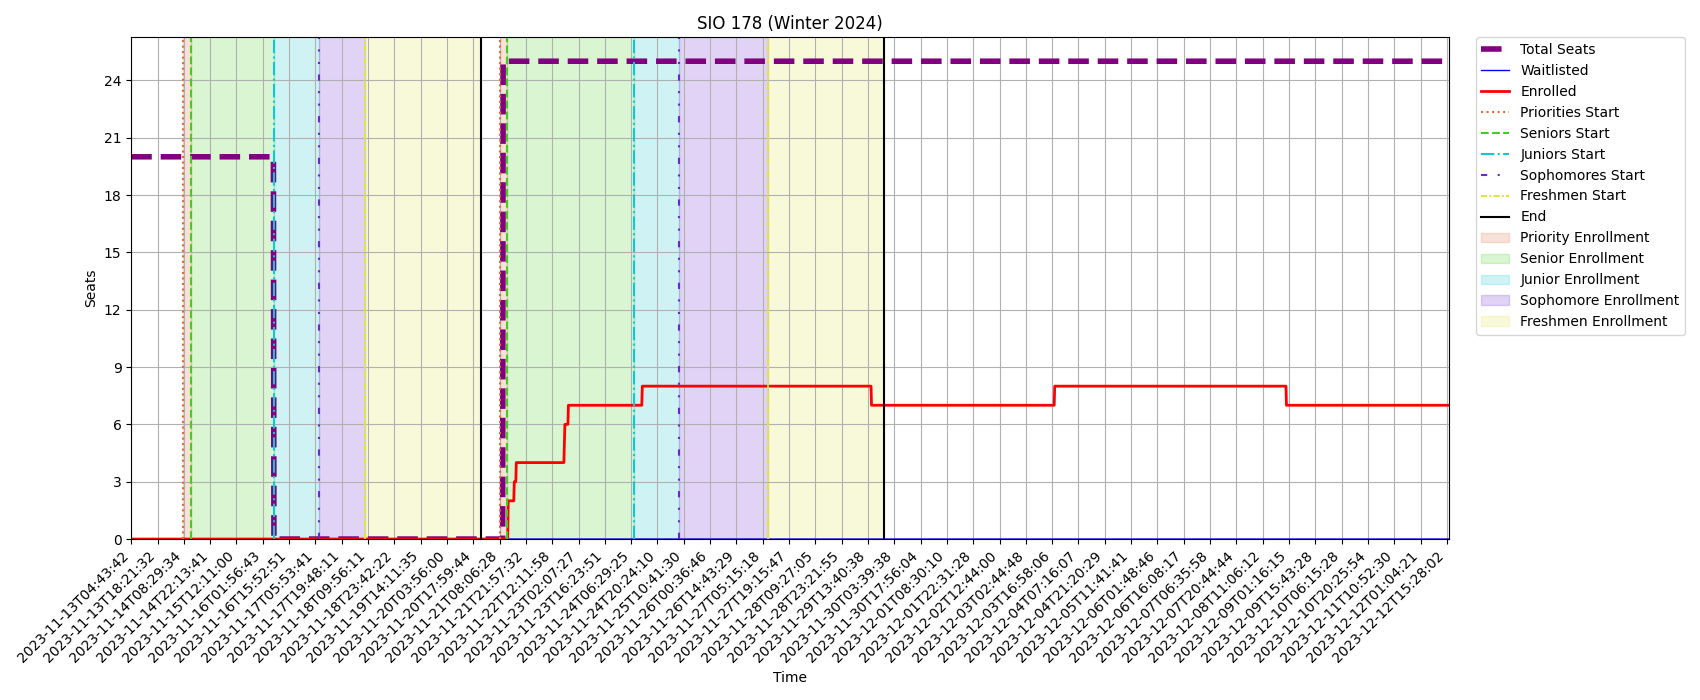 SIO 178 (Winter 2024)
Seats
24
21
18
15
12
9
6
3
0
2023-11-13T04:43:42
2023-11-13T18:21:32
2023-11-14T08:29:34
2023-11-14T22:13:41
2023-11-15T12:11:00
2023-11-16T01:56:43
2023-11-16T15:52:51
2023-11-17T05:53:41
2023-11-17T19:48:11
2023-11-18T09:56:11
2023-11-18T23:42:22
2023-11-19T14:11:35
2023-11-20T03:56:00
2023-11-20T17:59:44
2023-11-21T08:06:28
2023-11-21T21:57:32
2023-11-22T12:11:58
2023-11-23T02:07:27
2023-11-23T16:23:51
2023-11-24T06:29:25
2023-11-24T20:24:10
2023-11-25T10:41:30
2023-11-26T00:36:46
2023-11-26T14:43:29
2023-11-27T05:15:18
2023-11-27T19:15:47
2023-11-28T09:27:05
2023-11-28T23:21:55
2023-11-29T13:40:38
2023-11-30T03:39:38
2023-11-30T17:56:04
2023-12-01T08:30:10
2023-12-01T22:31:28
2023-12-02T12:44:00
2023-12-03T02:44:48
2023-12-03T16:58:06
2023-12-04T07:16:07
2023-12-04T21:20:29
2023-12-05T11:41:41
2023-12-06T01:48:46
2023-12-06T16:08:17
2023-12-07T06:35:58
2023-12-07T20:44:44
2023-12-08T11:06:12
2023-12-09T01:16:15
2023-12-09T15:43:28
2023-12-10T06:15:28
2023-12-10T20:25:54
2023-12-11T10:52:30
2023-12-12T01:04:21
2023-12-12T15:28:02
Time
Total Seats
Waitlisted
Enrolled
Priorities Start
Seniors Start
Juniors Start
Sophomores Start
Freshmen Start
End
Priority Enrollment
Senior Enrollment
Junior Enrollment
Sophomore Enrollment
Freshmen Enrollment